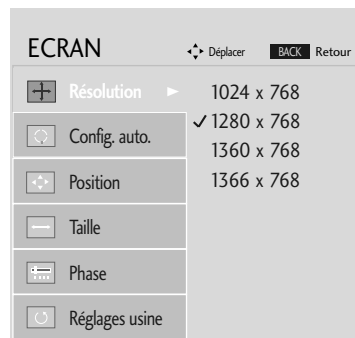 ECRAN
Déplacer BACK Retour
Résolution
Config. auto.
Position
Taille
Phase
Réglages usine
1024 x 768
1280 x 768
1360 x 768
1366 x 768